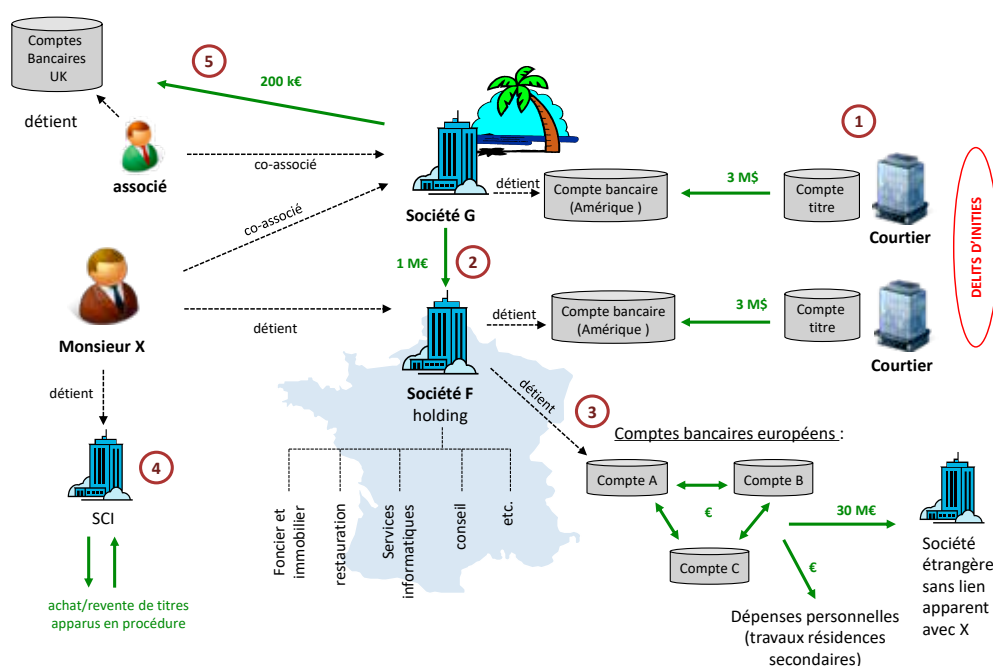 Comptes
Bancaires
UK
5
200 k€
détient
associé
co-associé
co-associé
Société G
détient
Compte bancaire
(Amérique )
1
3 M$
Compte
titre
Courtier
DELITS D'INITIES
1 M€
2
Monsieur X
détient
détient
Compte bancaire
(Amérique )
3 M$
Compte
titre
Courtier
Société F
holding
détient
3
Comptes bancaires européens :
détient
4
SCI
achat/revente de titres
apparus en procédure
Foncier et
immobilier
restauration
Services
informatiques
conseil
etc.
Compte A
Compte B
€
Compte C
30 M€
€
Société
étrangère
sans lien
apparent
avec X
Dépenses personnelles
(travaux résidences
secondaires)